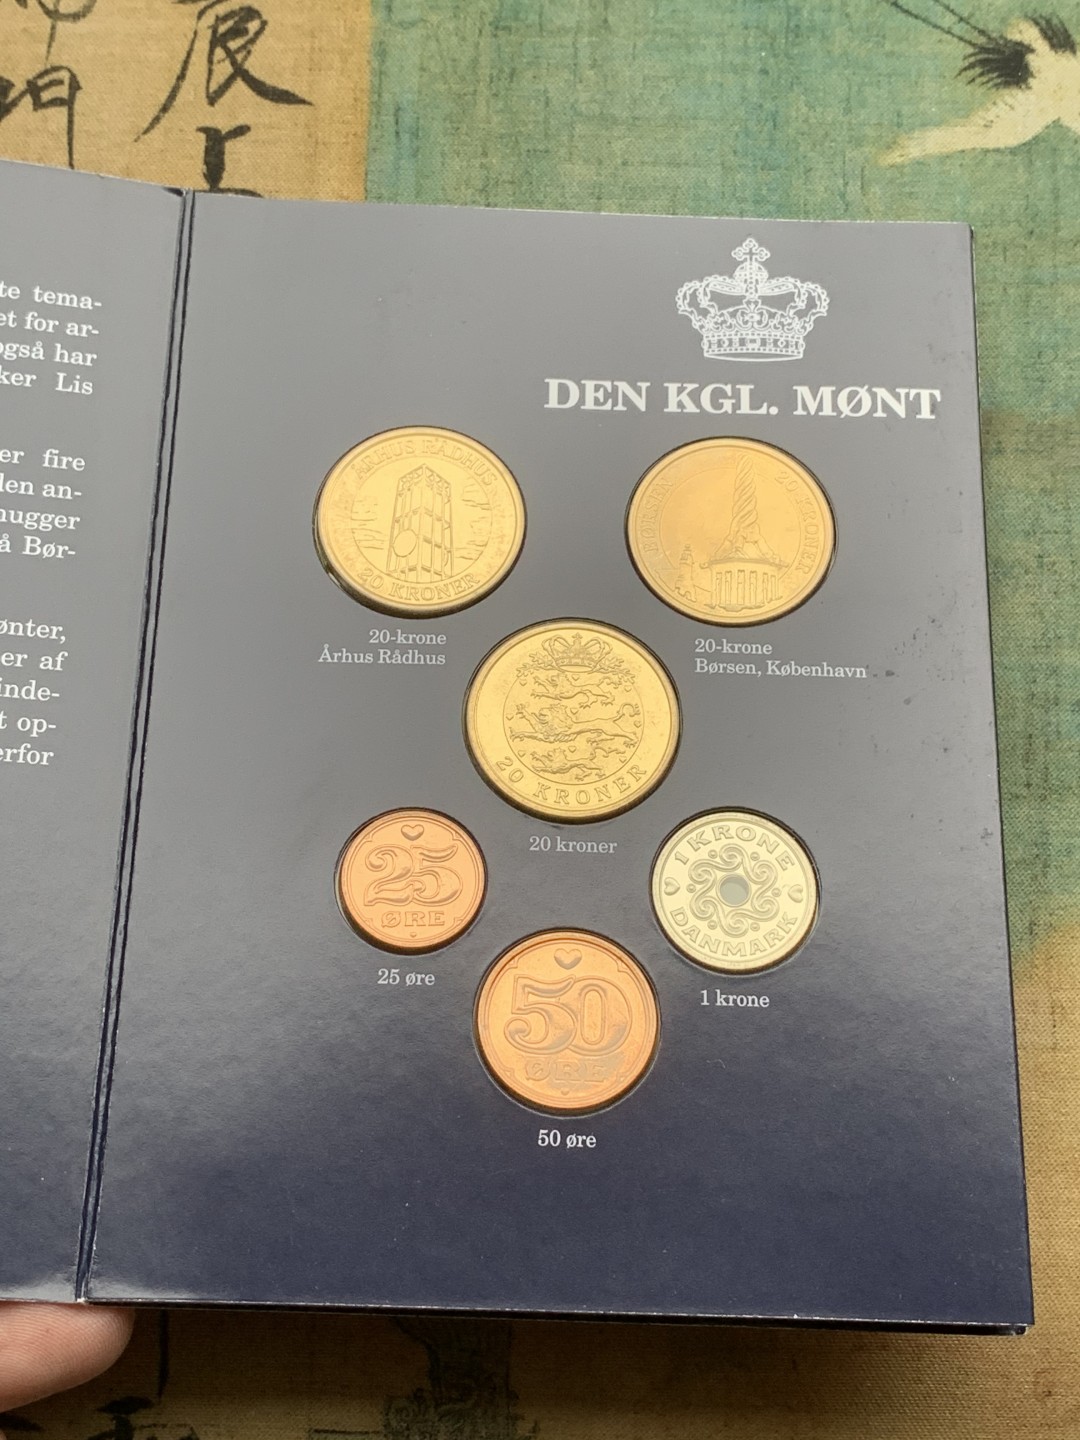 辰
上
te tema-
et for ar-
også har
ker Lis
er fire
den an-
hugger
å Bør-
ønter,
er af
inde-
t op-
erfor
DEN KGL. MØNT
ÅRHUS RÅDHUS
20 KRONER
BØRSEN
20 KRONER
20-krone
Århus Rådhus
20-krone
Børsen, København
20 KRONER
20 kroner
25
ØRE
25 øre
1 KRONE
DANMARK
1 krone
50
ØRE
50 øre